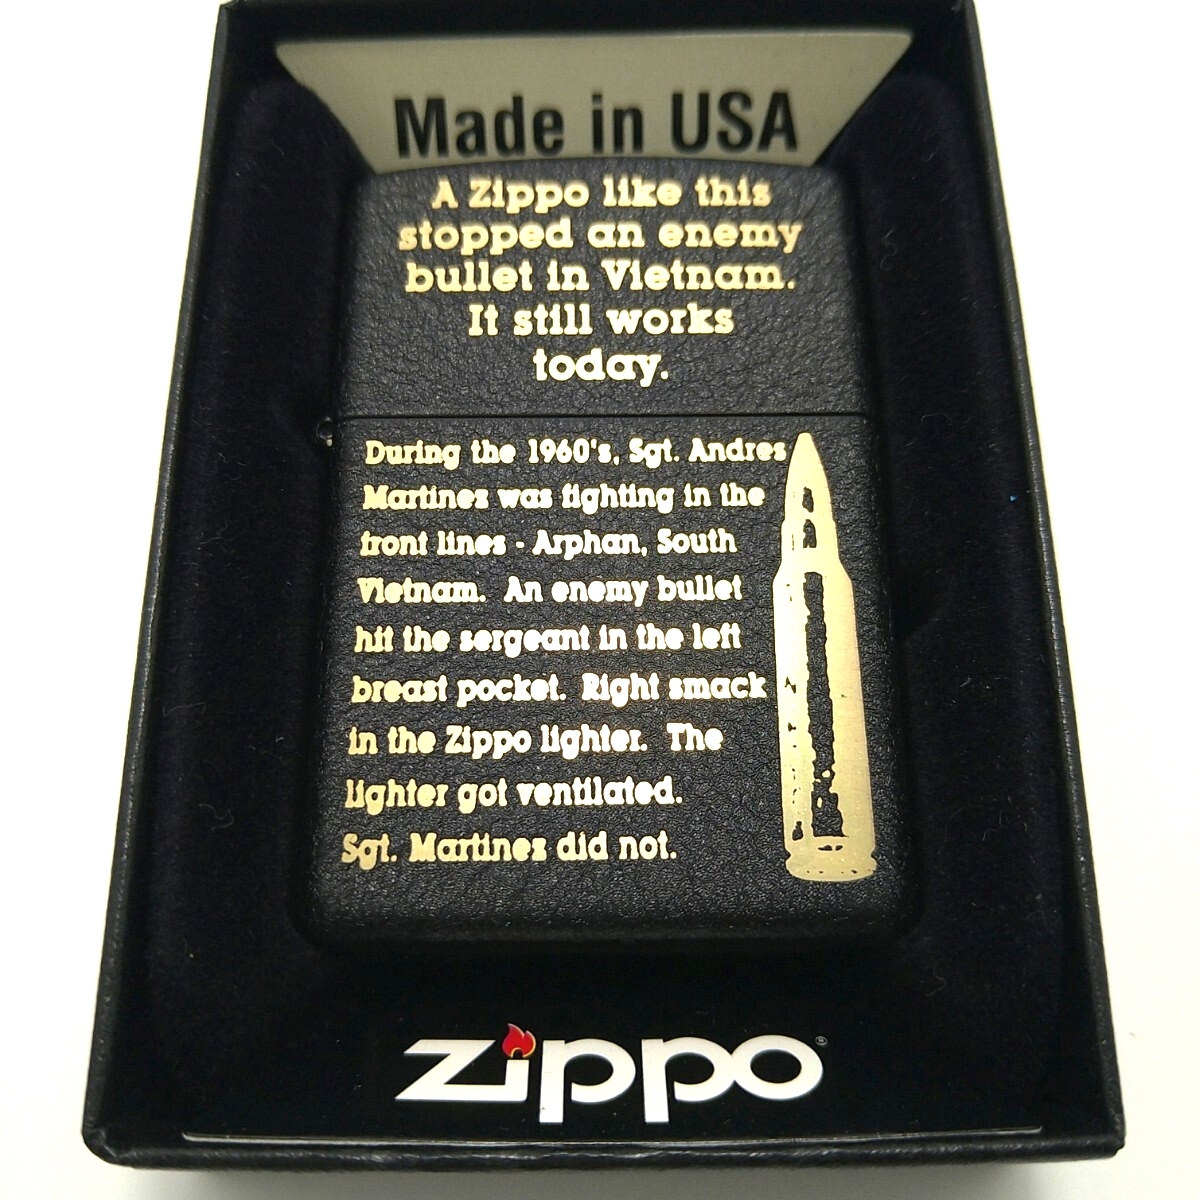 Made in USA
A Zippo like this
stopped an enemy
bullet in Vietnam.
It still works
today.
During the 1960's, Sgt. Andres
Martinez was fighting in the
front lines - Arphan, South
Vietnam. An enemy bullet
hit the sergeant in the left
breast pocket. Right smack
in the Zippo lighter. The
lighter got ventilated.
Sgt. Martinez did not.
zippo®